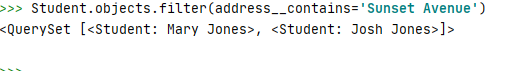 >>> Student.objects.filter(address__contains='Sunset Avenue')
<QuerySet [<Student: Mary Jones>, <Student: Josh Jones>]>